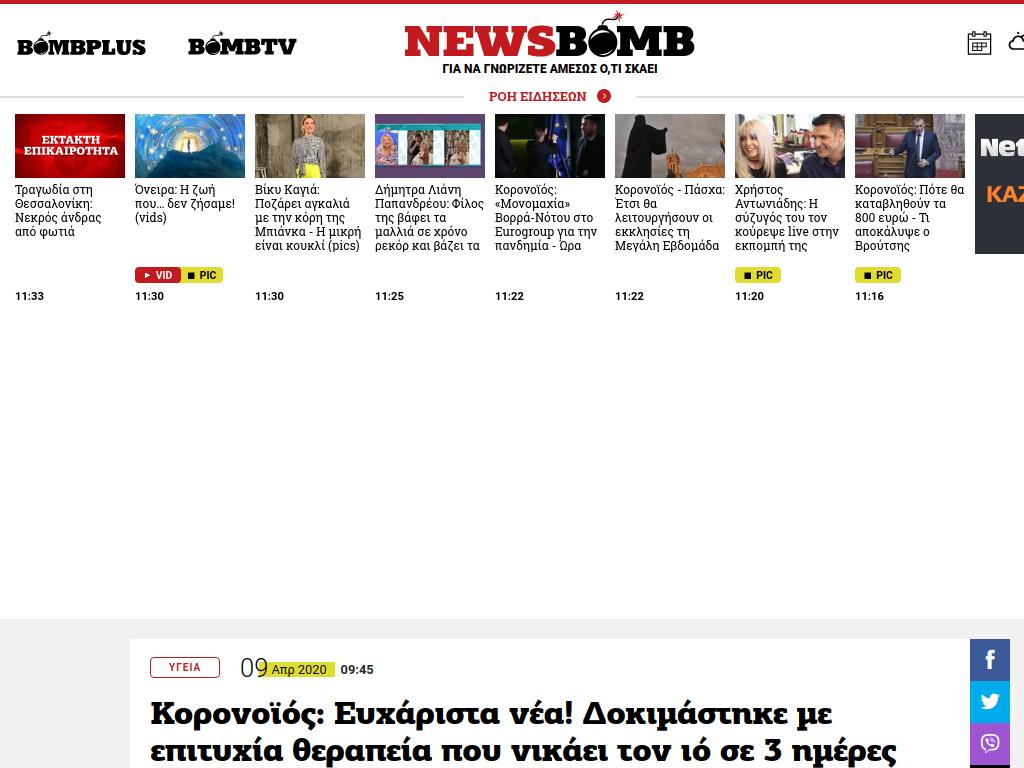 BOMBPLUS
BOMBTV
NEWSBOMB
ΓΙΑ ΝΑ ΓΝΩΡΙΖΕΤΕ ΑΜΕΣΩΣ Ο,ΤΙ ΣΚΑΕΙ
ΡΟΗ ΕΙΔΗΣΕΩΝ
ΕΚΤΑΚΤΗ
ΕΠΙΚΑΙΡΟΤΗΤΑ
Τραγωδία στη
Θεσσαλονίκη:
Νεκρός άνδρας
από φωτιά
11:33
Όνειρα: Η ζωή
που... δεν ζήσαμε!
(vids)
VID
PIC
11:30
Βίκυ Καγιά:
Ποζάρει αγκαλιά
με την κόρη της
Μπιάνκα - Η μικρή
είναι κουκλί (pics)
11:30
Δήμητρα Λιάνη
Παπανδρέου: Φίλος
της βάφει τα
μαλλιά σε χρόνο
ρεκόρ και βάζει τα
11:25
Κορονοϊός:
«Μονομαχία»
Βορρά-Νότου στο
Eurogroup για την
πανδημία - Ώρα
11:22
Κορονοϊός - Πάσχα:
Έτσι θα
λειτουργήσουν οι
εκκλησίες τη
Μεγάλη Εβδομάδα
11:22
Χρήστος
Αντωνιάδης: Η
σύζυγός του τον
κούρεψε live στην
εκπομπή της
PIC
11:20
Κορονοϊός: Πότε θα
καταβληθούν τα
800 ευρώ - Τι
αποκάλυψε ο
Βρούτσης
PIC
11:16
Net
ΚΑΖ
ΥΓΕΙΑ
09 Απρ 2020 09:45
Κορονοϊός: Ευχάριστα νέα! Δοκιμάστηκε με
επιτυχία θεραπεία που νικάει τον ιό σε 3 ημέρες